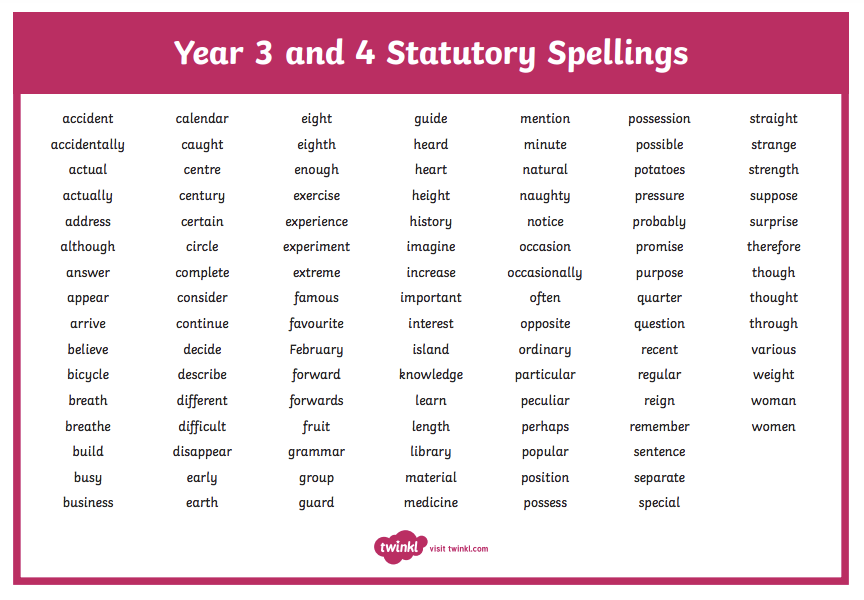 Year 3 and 4 Statutory Spellings
accident calendar eight guide mention possession straight
accidentally caught eighth heard minute possible strange
actual centre enough heart natural potatoes strength
actually century exercise height naughty pressure suppose
address certain experience history notice probably surprise
although circle experiment imagine occasion promise therefore
answer complete extreme increase occasionally purpose though
appear consider famous important often quarter thought
arrive continue favourite interest opposite question through
believe decide February island ordinary recent various
bicycle describe forward knowledge particular regular weight
breath different forwards learn peculiar reign woman
breathe difficult fruit length perhaps remember women
build disappear grammar library popular sentence
busy early group material position separate
business earth guard medicine possess special
twinkl visit twinkl.com